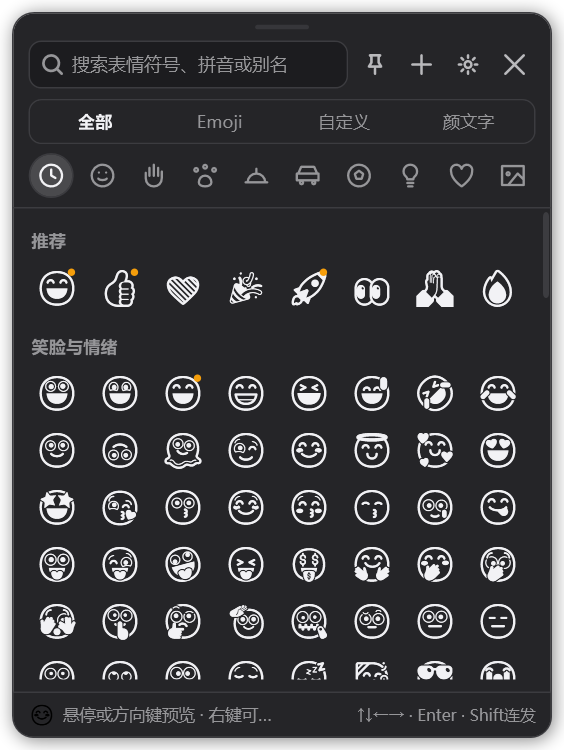 搜索表情符号、拼音或别名
全部 Emoji 自定义 颜文字
推荐
笑脸与情绪
悬停或方向键预览 · 右键可... ↑↓←→ · Enter · Shift连发